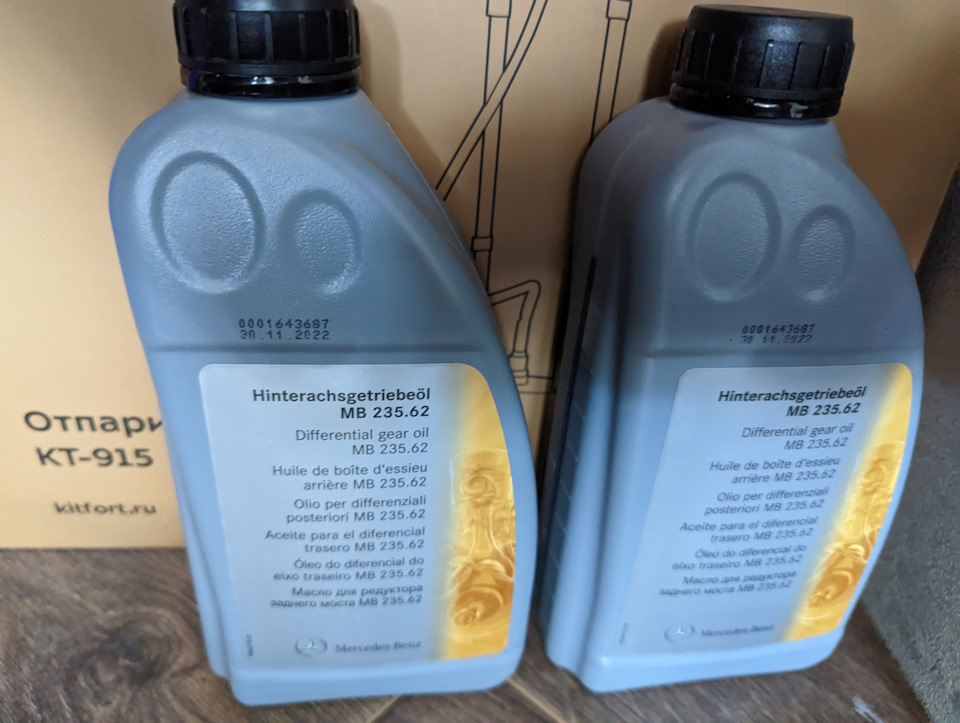 0001643687
30.11.2022
Hinterachsgetriebeöl
MB 235.62
Differential gear oil
MB 235.62
Huile de boîte d'essieu
arrière MB 235.62
Olio per differenziali
posteriori MB 235.62
Aceite para el diferencial
trasero MB 235.62
Óleo do diferencial do
eixo traseiro MB 235.62
Масло для редуктора
заднего моста MB 235.62
Mercedes-Benz
0001643687
30.11.2022
Hinterachsgetriebeöl
MB 235.62
Differential gear oil
MB 235.62
Huile de boîte d'essieu
arrière MB 235.62
Olio per differenziali
posteriori MB 235.62
Aceite para el diferencial
trasero MB 235.62
Óleo do diferencial do
eixo traseiro MB 235.62
Масло для редуктора
заднего моста MB 235.62
Mercedes-Benz
Отпари
КТ-915
kitfort.ru